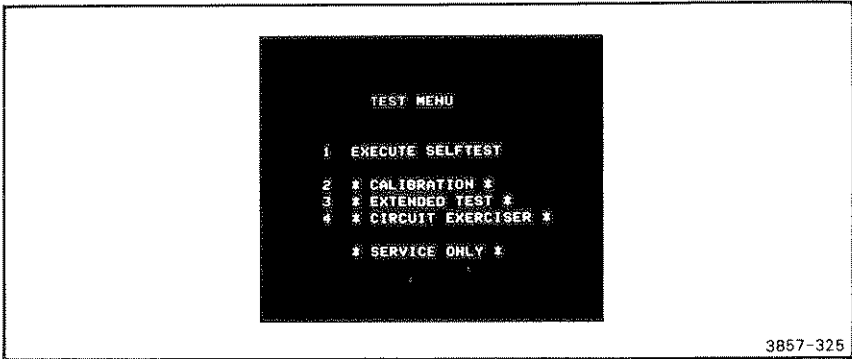 TEST MENU
1 EXECUTE SELFTEST
2 * CALIBRATION *
3 * EXTENDED TEST *
4 * CIRCUIT EXERCISER *
* SERVICE ONLY *
3857-325